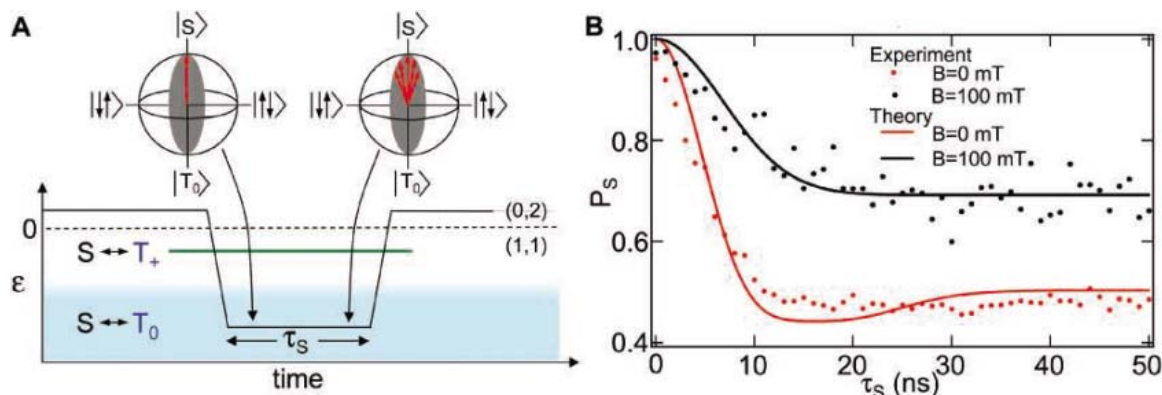 A
|S⟩
|S⟩
|↓↑⟩
|↑↓⟩
|↓↑⟩
|↑↓⟩
|T₀⟩
|T₀⟩
0
(0,2)
(1,1)
S ↔ T₊
ε
S ↔ T₀
τₛ
time
B
1.0
0.8
0.6
0.4
Pₛ
Experiment
B=0 mT
B=100 mT
Theory
B=0 mT
B=100 mT
0
10
20
30
40
50
τₛ (ns)